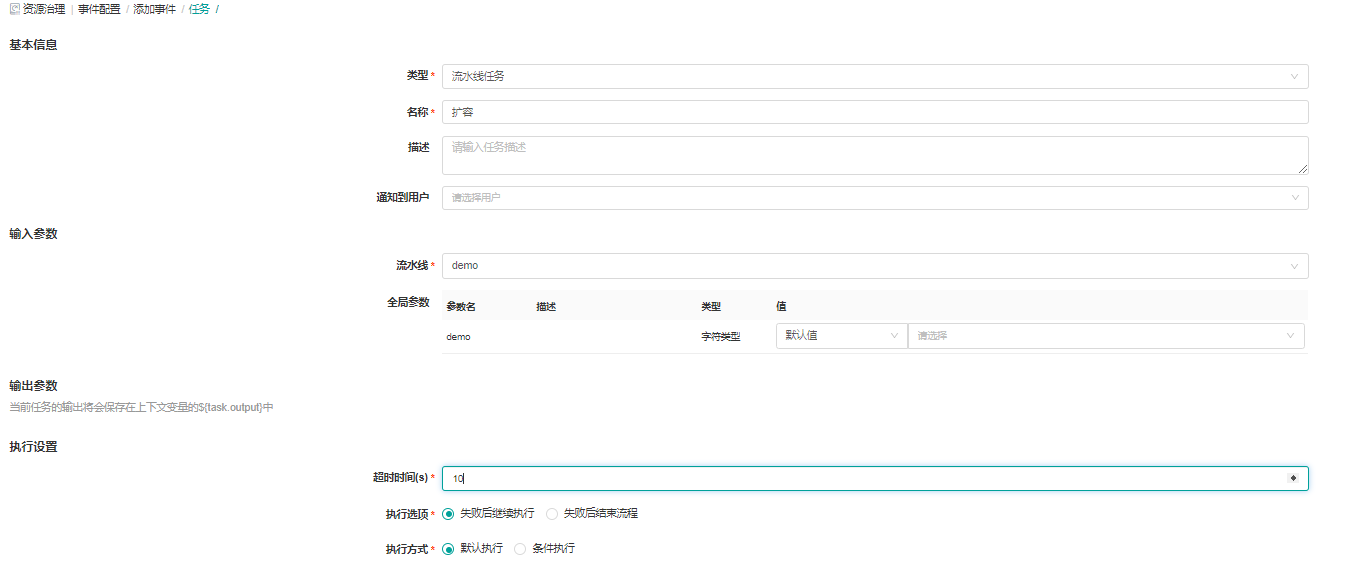 资源治理 | 事件配置 / 添加事件 / 任务 /
基本信息
类型 * 流水线任务
名称 * 扩容
描述 请输入任务描述
通知到用户 请选择用户
输入参数
流水线 * demo
全局参数 参数名 描述 类型 值
demo 字符类型 默认值 请选择
输出参数
当前任务的输出将会保存在上下文变量的${task.output}中
执行设置
超时时间(s) * 10
执行选项 * 失败后继续执行 失败后结束流程
执行方式 * 默认执行 条件执行